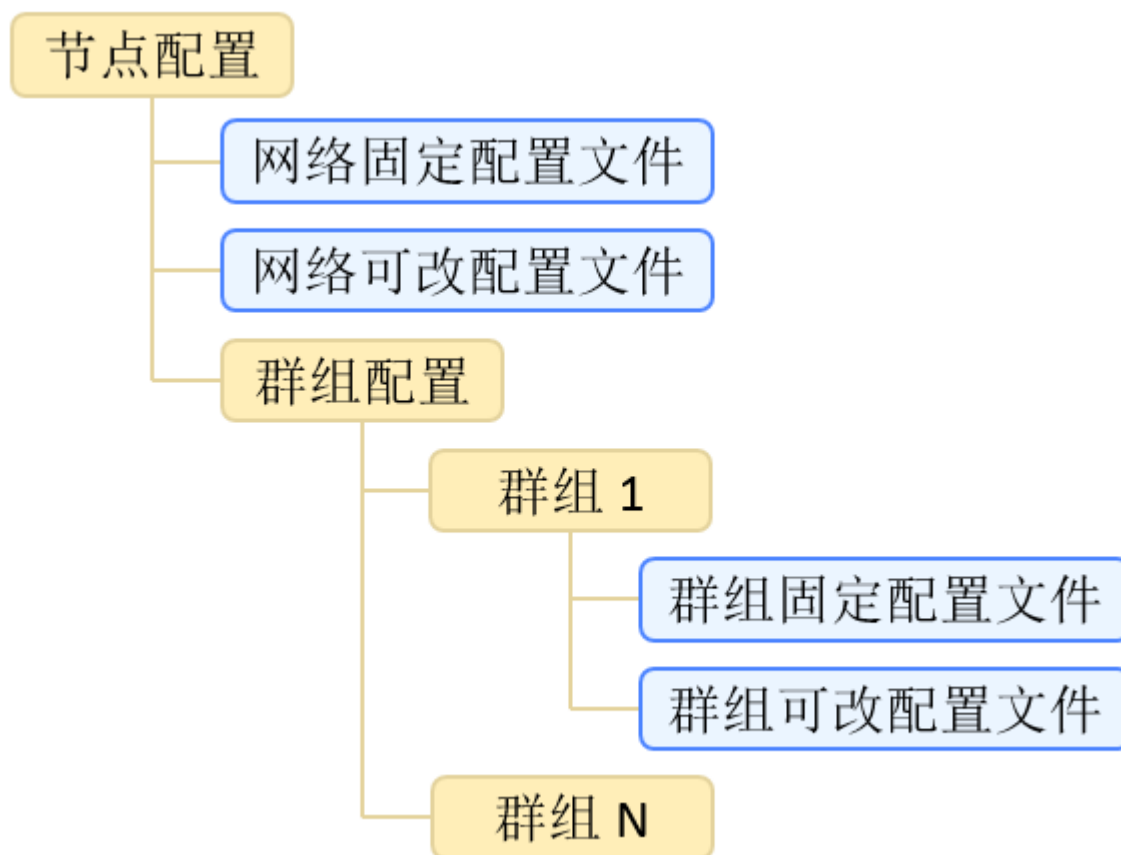 节点配置
网络固定配置文件
网络可改配置文件
群组配置
群组 1
群组固定配置文件
群组可改配置文件
群组 N